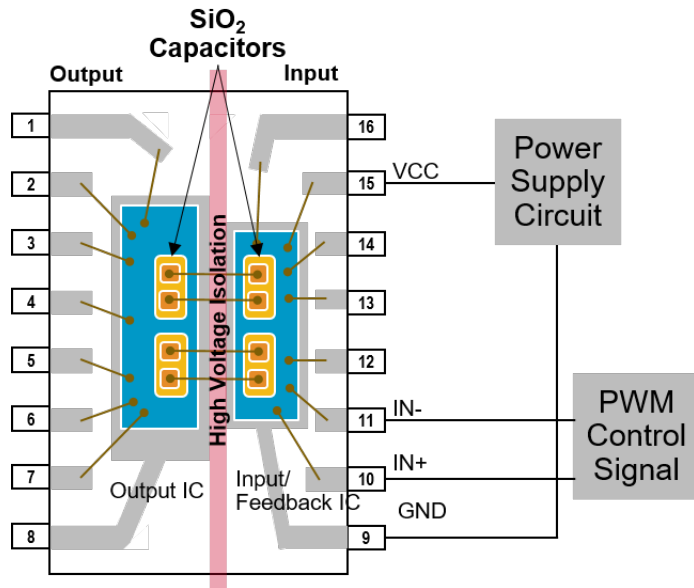 SiO₂
Capacitors
Output
Input
1
2
3
4
5
6
7
8
16
15
14
13
12
11
10
9
High Voltage Isolation
Output IC
Input/
Feedback IC
VCC
IN-
IN+
GND
Power
Supply
Circuit
PWM
Control
Signal